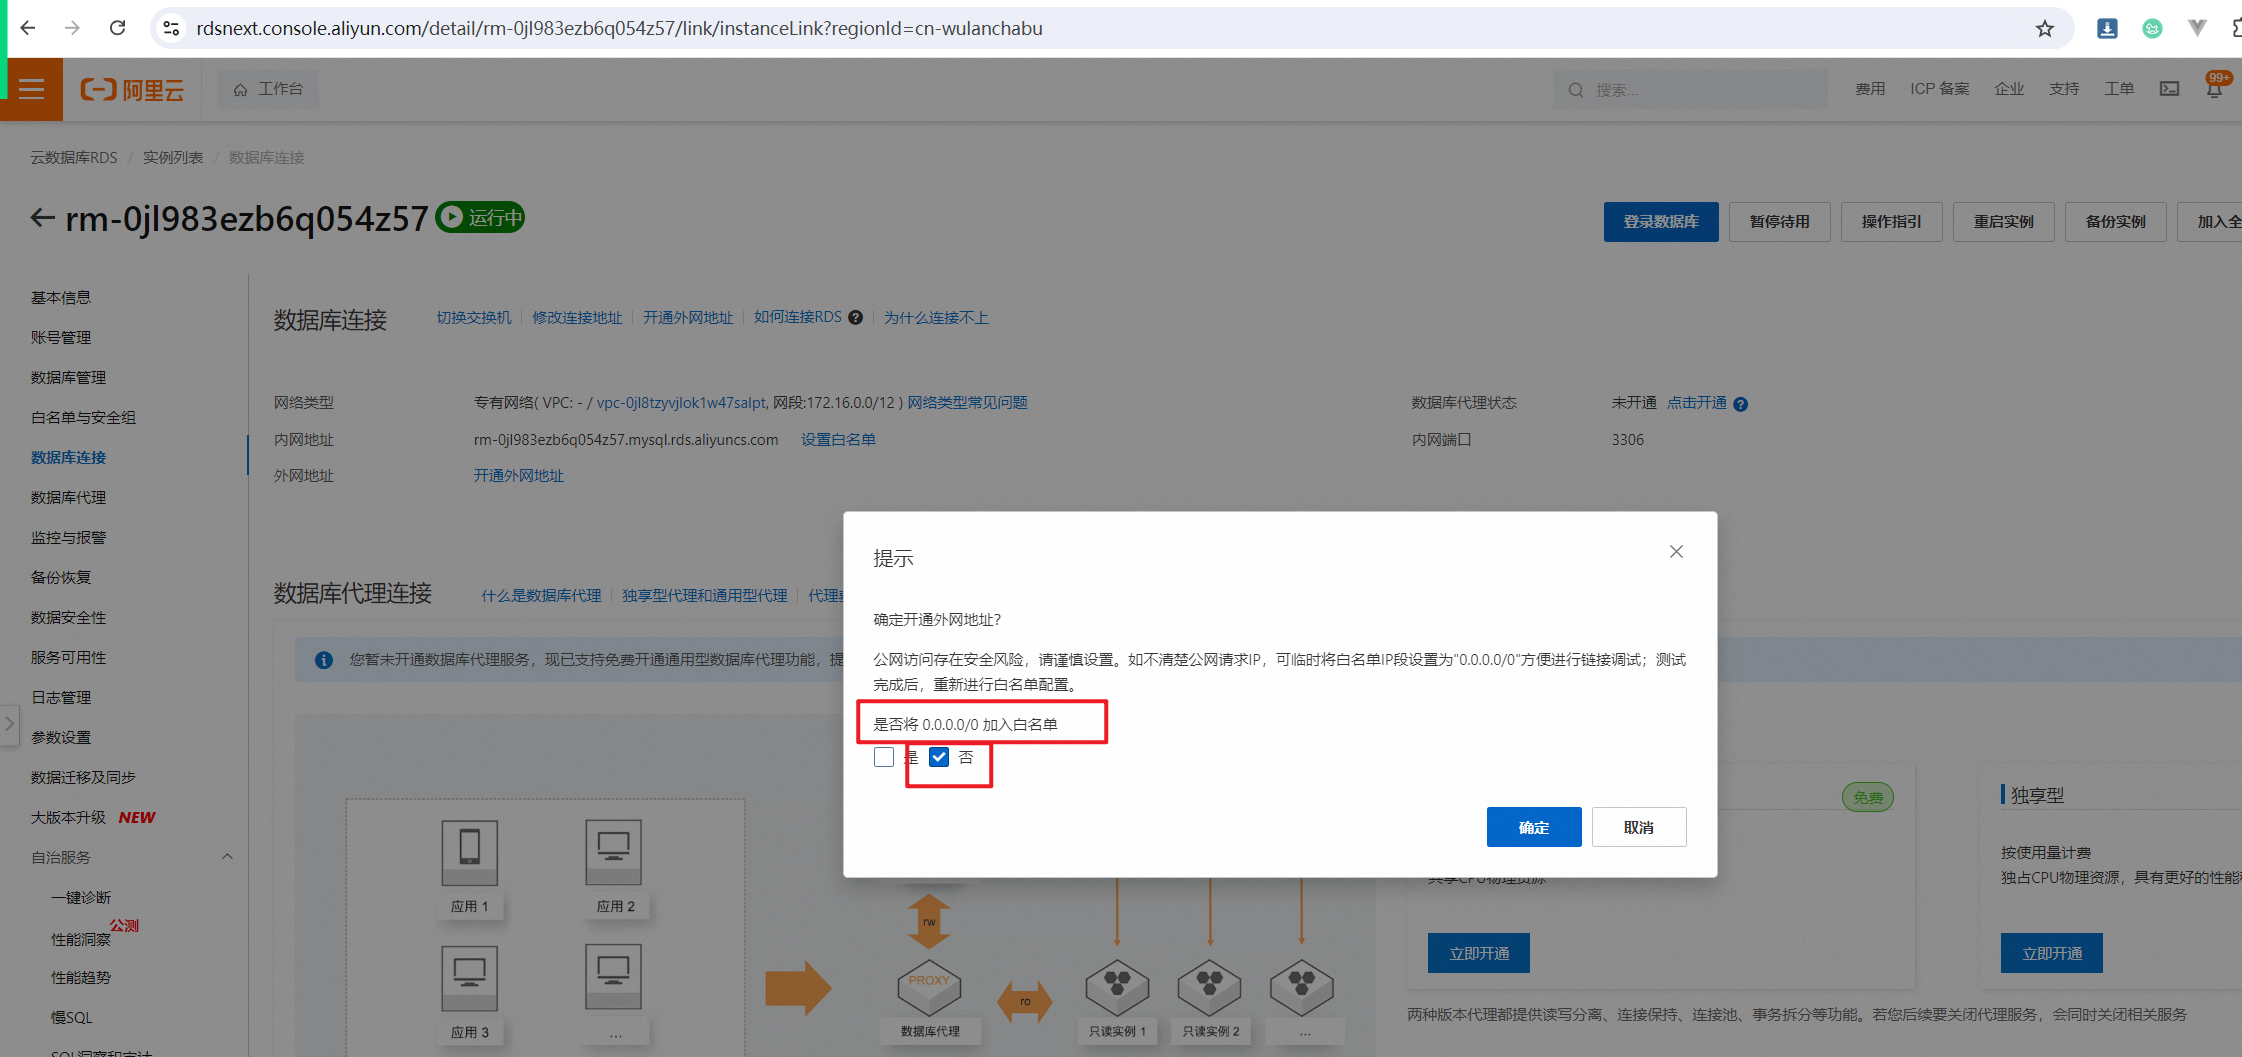 rdsnext.console.aliyun.com/detail/rm-0jl983ezb6q054z57/link/instanceLink?regionId=cn-wulanchabu
阿里云 工作台 搜索... 费用 ICP 备案 企业 支持 工单 99+
云数据库RDS / 实例列表 / 数据库连接
rm-0jl983ezb6q054z57 运行中 登录数据库 暂停待用 操作指引 重启实例 备份实例 加入全
基本信息
账号管理
数据库管理
白名单与安全组
数据库连接
数据库代理
监控与报警
备份恢复
数据安全性
服务可用性
日志管理
参数设置
数据迁移及同步
大版本升级 NEW
自治服务
一键诊断
公测
性能洞察
性能趋势
慢SQL
SQL洞察和审计
数据库连接 切换交换机 修改连接地址 开通外网地址 如何连接RDS ? 为什么连接不上
网络类型 专有网络( VPC: - / vpc-0jl8tzyvjlok1w47salpt, 网段:172.16.0.0/12 ) 网络类型常见问题 数据库代理状态 未开通 点击开通 ?
内网地址 rm-0jl983ezb6q054z57.mysql.rds.aliyuncs.com 设置白名单 内网端口 3306
外网地址 开通外网地址
数据库代理连接 什么是数据库代理 独享型代理和通用型代理
您暂未开通数据库代理服务，现已支持免费开通通用型数据库代理功能，提
提示
确定开通外网地址？
公网访问存在安全风险，请谨慎设置。如不清楚公网请求IP，可临时将白名单IP段设置为"0.0.0.0/0"方便进行链接调试；测试
完成后，重新进行白名单配置。
是否将 0.0.0.0/0 加入白名单
是 否
确定 取消
应用 1 应用 2
应用 3 ...
rw
PROXY
ro
数据库代理 只读实例 1 只读实例 2 ...
免费
共享CPU物理资源
立即开通
独享型
按使用量计费
独占CPU物理资源，具有更好的性能
立即开通
两种版本代理都提供读写分离、连接保持、连接池、事务拆分等功能。若您后续要关闭代理服务，会同时关闭相关服务